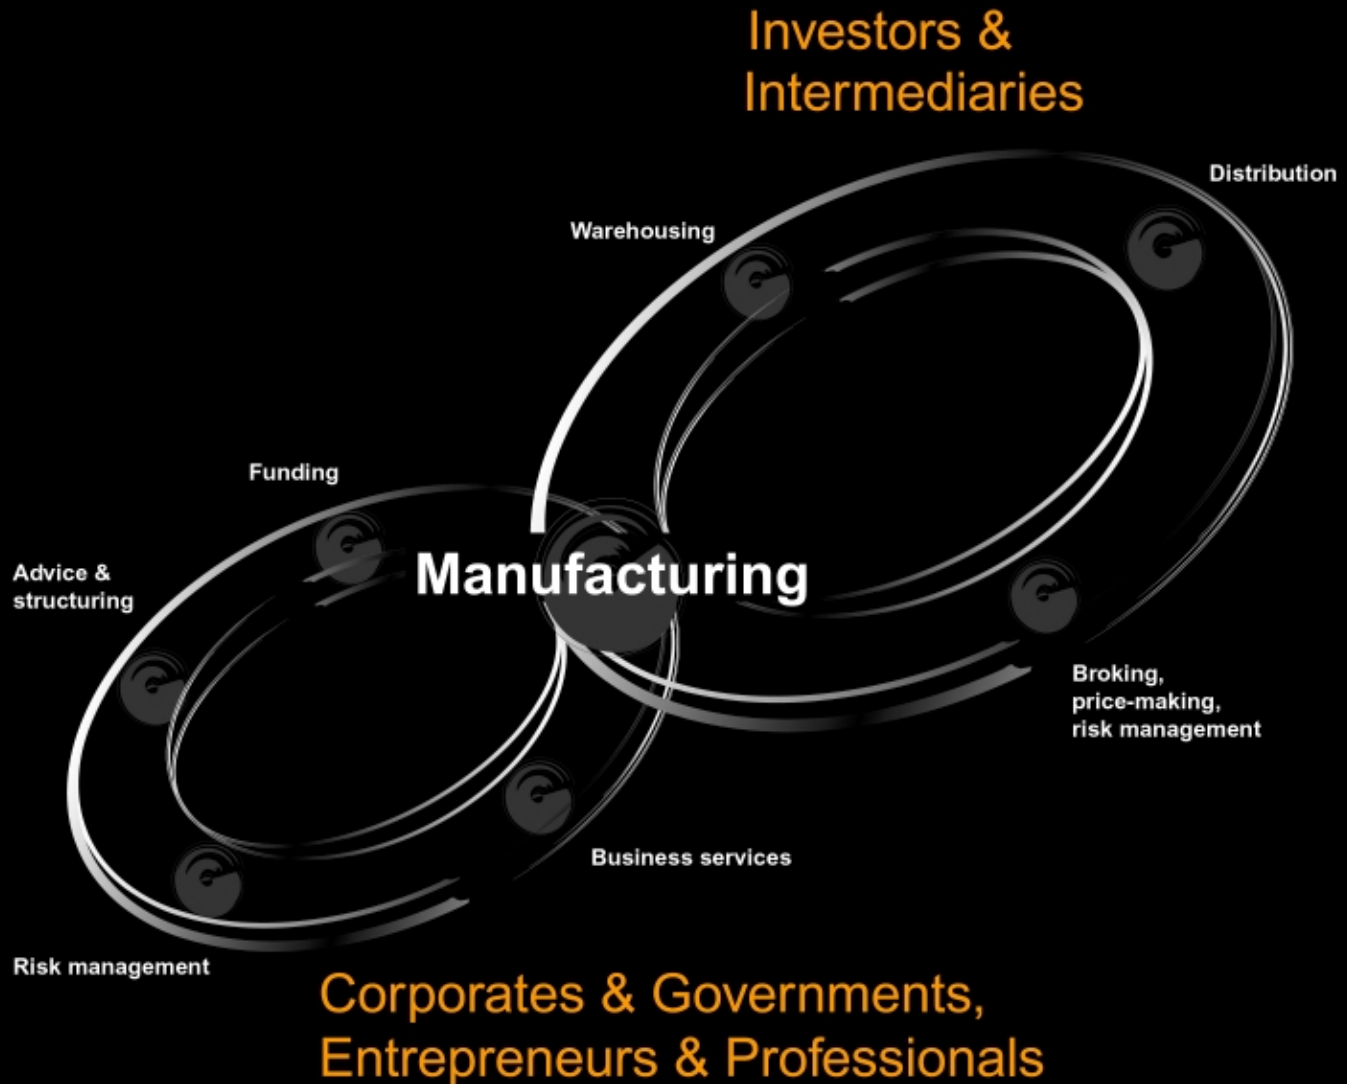 Investors &
Intermediaries
Distribution
Warehousing
Funding
Manufacturing
Advice &
structuring
Broking,
price-making,
risk management
Business services
Risk management
Corporates & Governments,
Entrepreneurs & Professionals